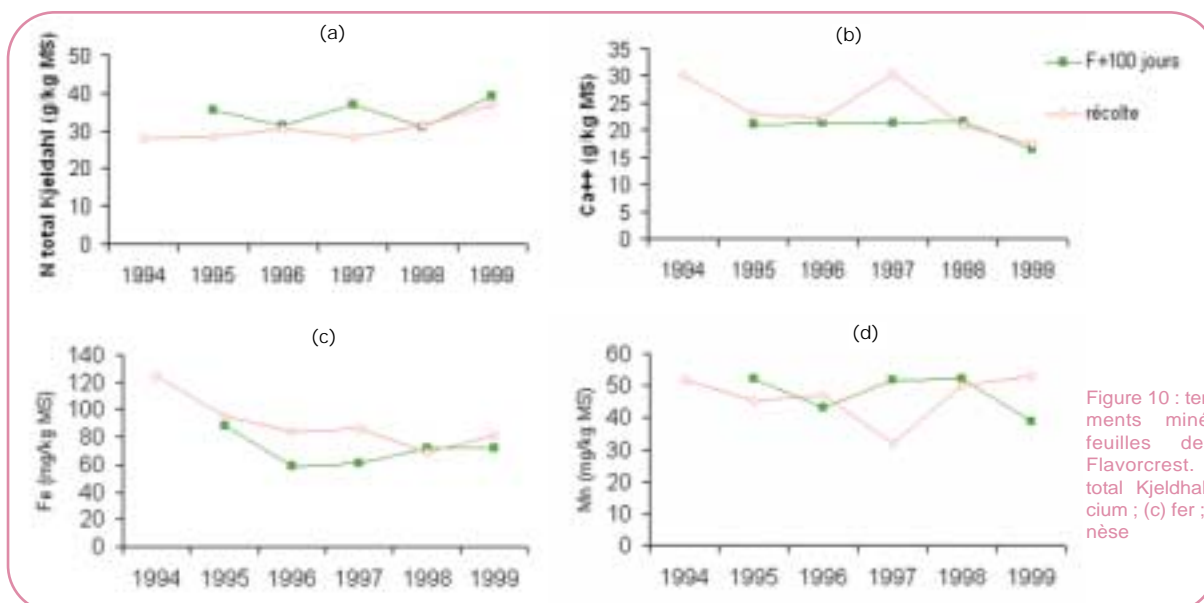 (a)
N total Kjeldahl (g/kg MS)
50
40
30
20
10
0
1994 1995 1996 1997 1998 1999
(b)
Ca++ (g/kg MS)
35
30
25
20
15
10
5
0
1994 1995 1996 1997 1998 1999
F+100 jours
récolte
(c)
Fe (mg/kg MS)
140
120
100
80
60
40
20
0
1994 1995 1996 1997 1998 1999
(d)
Mn (mg/kg MS)
60
50
40
30
20
10
0
1994 1995 1996 1997 1998 1999
Figure 10 : ter
ments miné
feuilles de
Flavorcrest.
total Kjeldhal
cium ; (c) fer ;
nèse